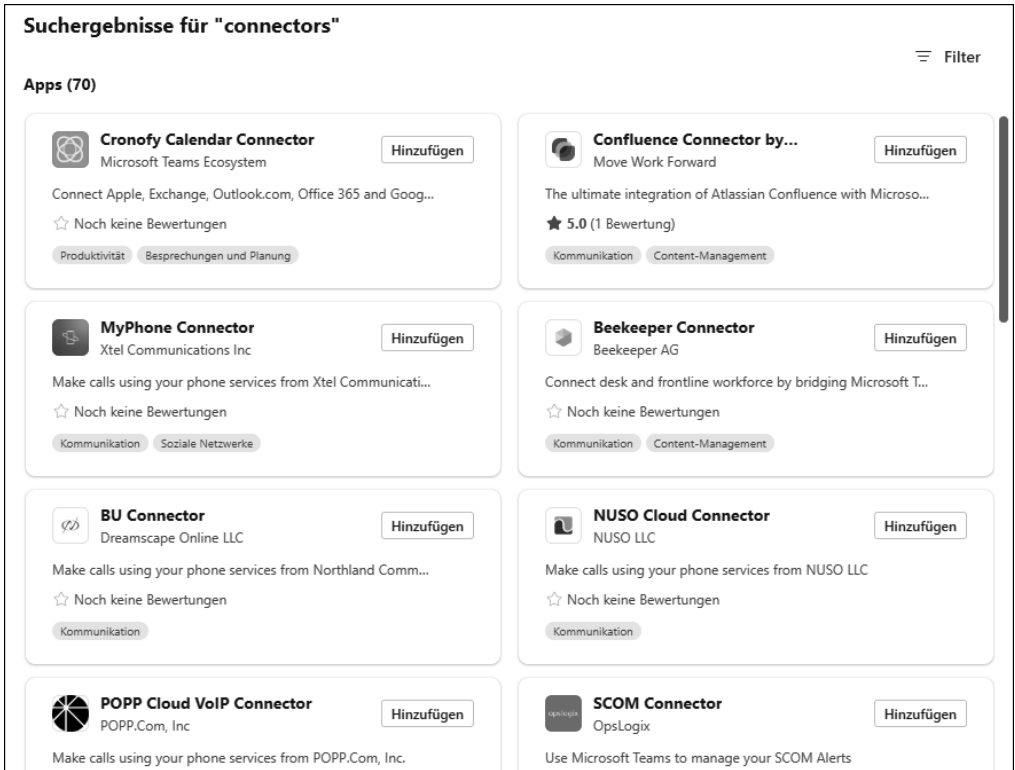 Suchergebnisse für "connectors"
Filter
Apps (70)
Cronofy Calendar Connector
Microsoft Teams Ecosystem
Hinzufügen
Connect Apple, Exchange, Outlook.com, Office 365 and Goog...
Noch keine Bewertungen
Produktivität Besprechungen und Planung
Confluence Connector by...
Move Work Forward
Hinzufügen
The ultimate integration of Atlassian Confluence with Microso...
5.0 (1 Bewertung)
Kommunikation Content-Management
MyPhone Connector
Xtel Communications Inc
Hinzufügen
Make calls using your phone services from Xtel Communicati...
Noch keine Bewertungen
Kommunikation Soziale Netzwerke
Beekeeper Connector
Beekeeper AG
Hinzufügen
Connect desk and frontline workforce by bridging Microsoft T...
Noch keine Bewertungen
Kommunikation Content-Management
BU Connector
Dreamscape Online LLC
Hinzufügen
Make calls using your phone services from Northland Comm...
Noch keine Bewertungen
Kommunikation
NUSO Cloud Connector
NUSO LLC
Hinzufügen
Make calls using your phone services from NUSO LLC
Noch keine Bewertungen
Kommunikation
POPP Cloud VoIP Connector
POPP.Com, Inc
Hinzufügen
Make calls using your phone services from POPP.Com, Inc.
opslogix
SCOM Connector
OpsLogix
Hinzufügen
Use Microsoft Teams to manage your SCOM Alerts